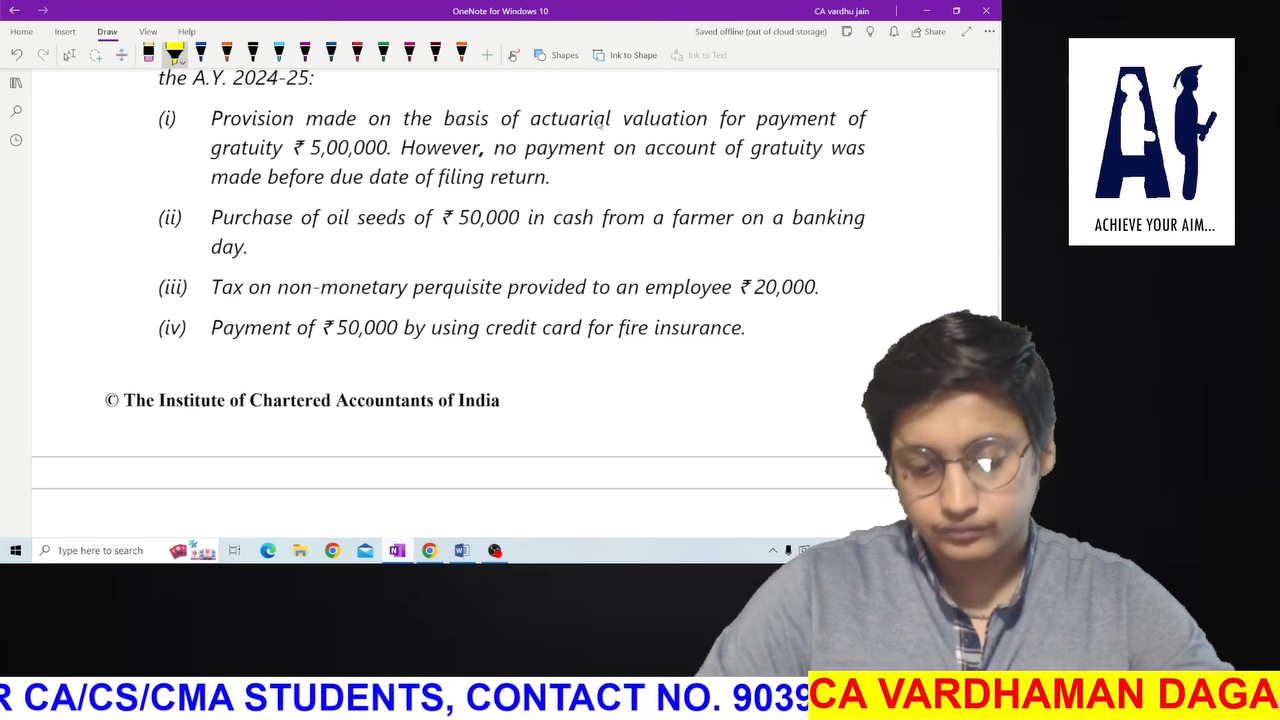 OneNote for Windows 10
CA vardhu jain
Home Insert Draw View Help
Saved offline (out of cloud storage)
Share
Shapes
Ink to Shape
Ink to Text
the A.Y. 2024-25:
(i) Provision made on the basis of actuarial valuation for payment of
gratuity ₹ 5,00,000. However, no payment on account of gratuity was
made before due date of filing return.
(ii) Purchase of oil seeds of ₹ 50,000 in cash from a farmer on a banking
day.
(iii) Tax on non-monetary perquisite provided to an employee ₹ 20,000.
(iv) Payment of ₹ 50,000 by using credit card for fire insurance.
© The Institute of Chartered Accountants of India
Type here to search
AI
ACHIEVE YOUR AIM...
R CA/CS/CMA STUDENTS, CONTACT NO. 9039
CA VARDHAMAN DAGA